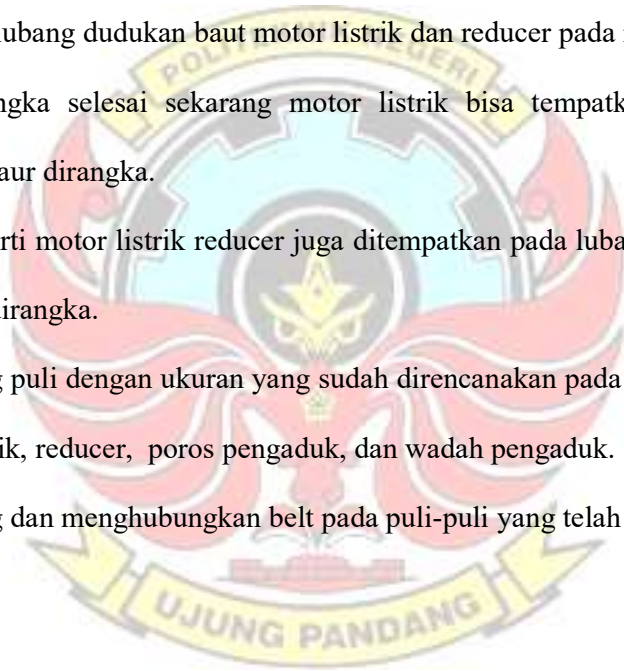 lubang dudukan baut motor listrik dan reducer pada
ngka selesai sekarang motor listrik bisa tempatk
aur dirangka.
rti motor listrik reducer juga ditempatkan pada luba
dirangka.
g puli dengan ukuran yang sudah direncanakan pada
ik, reducer, poros pengaduk, dan wadah pengaduk.
g dan menghubungkan belt pada puli-puli yang telah
POLITEKNIK NEGERI
UJUNG PANDANG